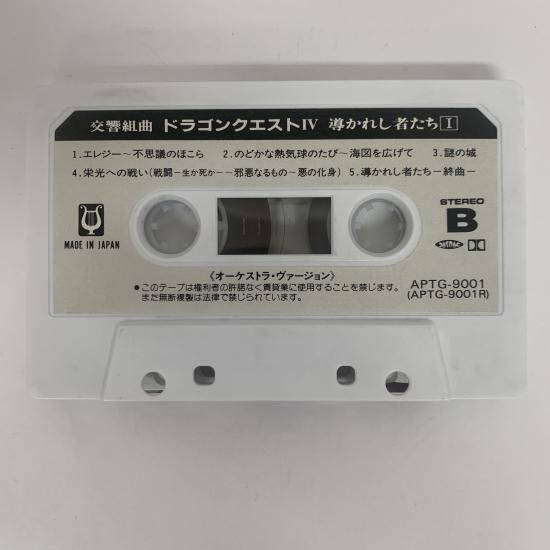 交響組曲 ドラゴンクエストIV 導かれし者たち I
1.エレジー〜不思議のほこら 2.のどかな熱気球のたび〜海図を広げて 3.謎の城
4.栄光への戦い(戦闘−生か死か−−邪悪なるもの〜悪の化身) 5.導かれし者たち−終曲−
STEREO
B
MADE IN JAPAN
《オーケストラ・ヴァージョン》
●このテープは権利者の許諾なく賃貸業に使用することを禁じます。
また無断複製は法律で禁じられています。
APTG-9001
(APTG-9001R)